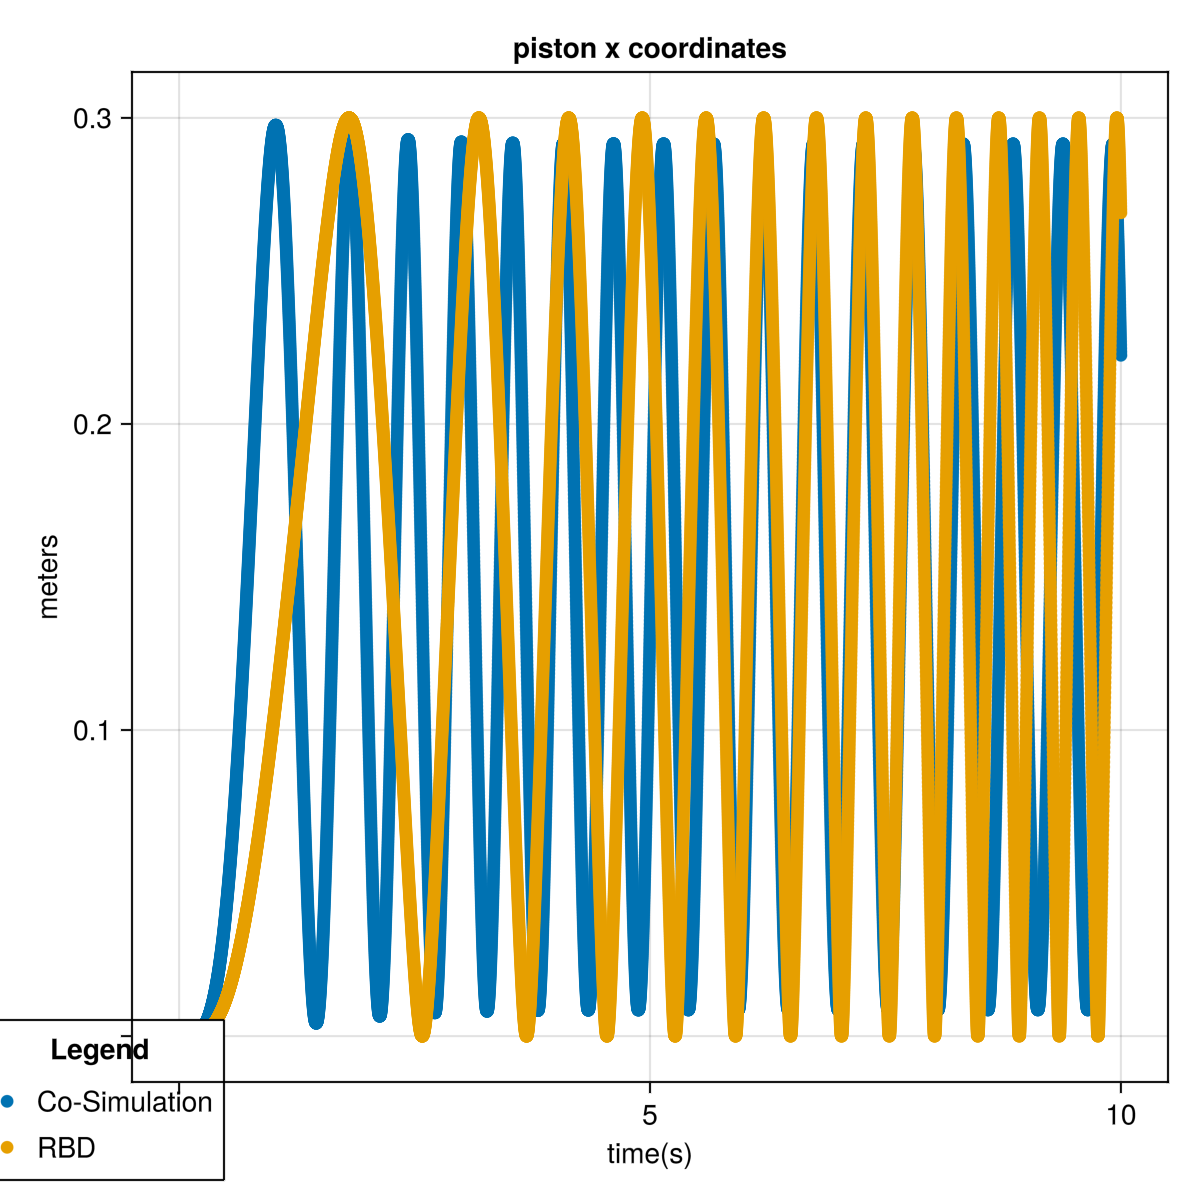 piston x coordinates
0.3
0.2
0.1
meters
5
10
time(s)
Legend
Co-Simulation
RBD